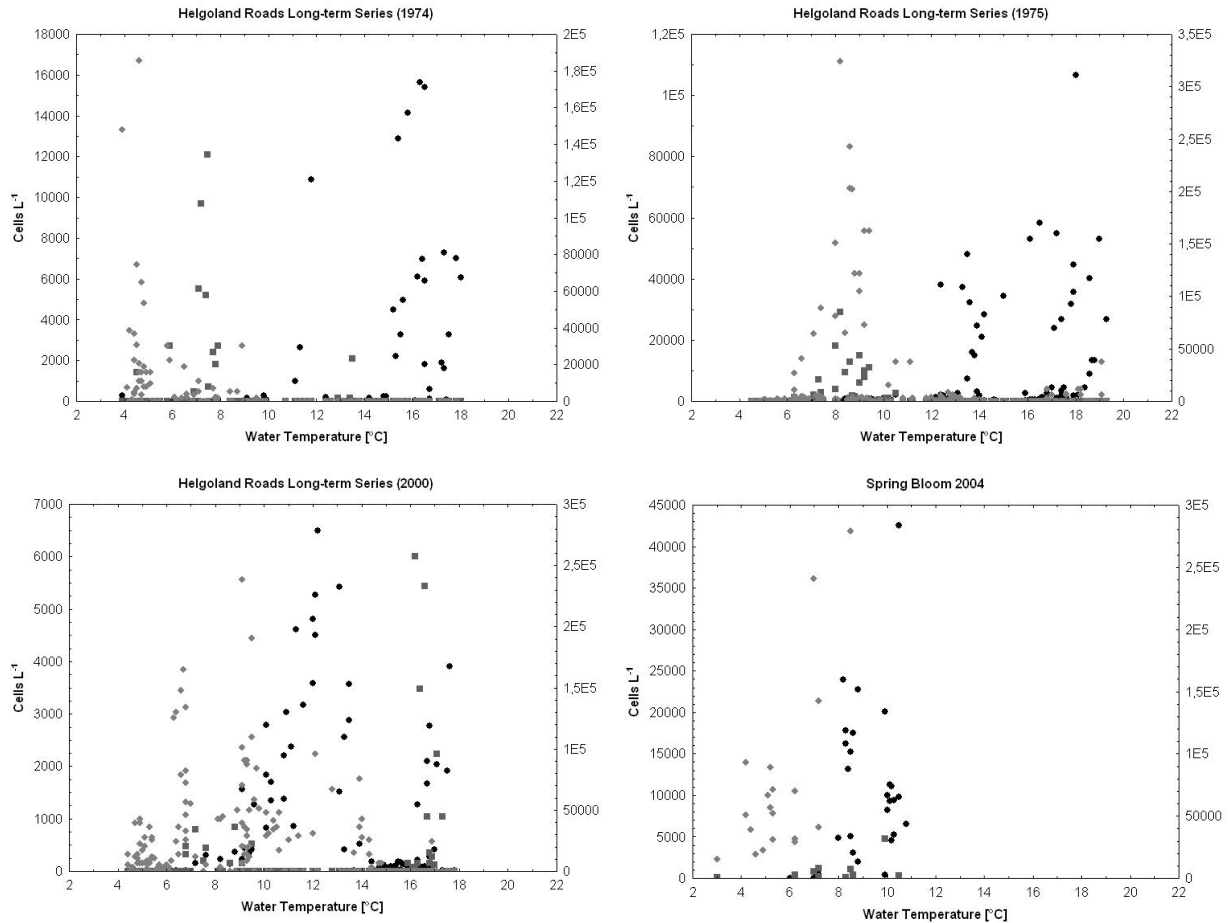 Helgoland Roads Long-term Series (1974)
18000
16000
14000
12000
10000
8000
6000
4000
2000
0
Cells L-1
2E5
1,8E5
1,6E5
1,4E5
1,2E5
1E5
80000
60000
40000
20000
0
2 4 6 8 10 12 14 16 18 20 22
Water Temperature [°C]
Helgoland Roads Long-term Series (1975)
1,2E5
1E5
80000
60000
40000
20000
0
Cells L-1
3,5E5
3E5
2,5E5
2E5
1,5E5
1E5
50000
0
2 4 6 8 10 12 14 16 18 20 22
Water Temperature [°C]
Helgoland Roads Long-term Series (2000)
7000
6000
5000
4000
3000
2000
1000
0
Cells L-1
3E5
2,5E5
2E5
1,5E5
1E5
50000
0
2 4 6 8 10 12 14 16 18 20 22
Water Temperature [°C]
Spring Bloom 2004
45000
40000
35000
30000
25000
20000
15000
10000
5000
0
Cells L-1
3E5
2,5E5
2E5
1,5E5
1E5
50000
0
2 4 6 8 10 12 14 16 18 20 22
Water Temperature [°C]